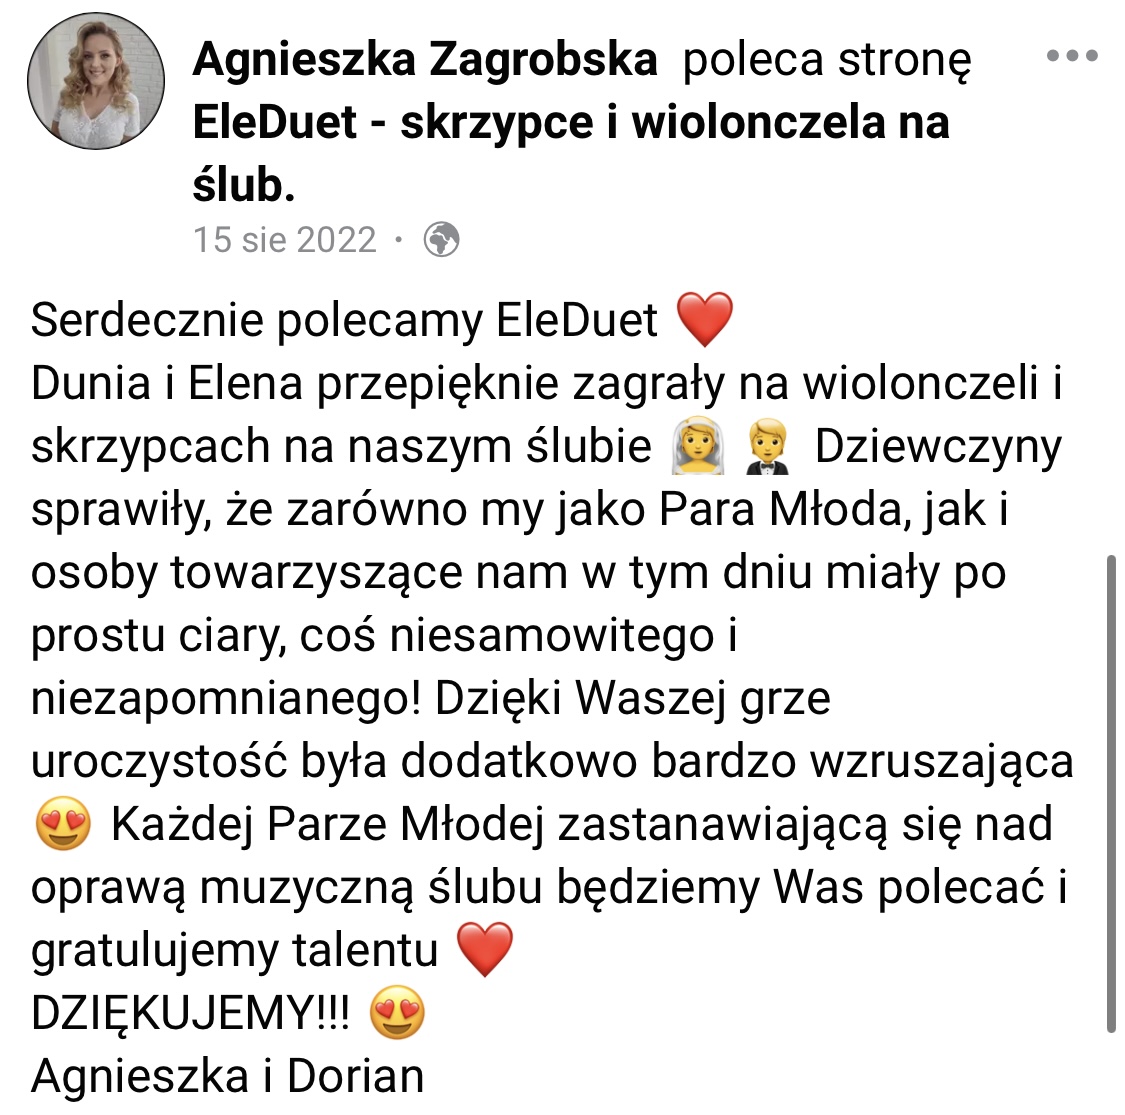 Agnieszka Zagrobska poleca stronę
EleDuet - skrzypce i wiolonczela na
ślub.
15 sie 2022 ·
Serdecznie polecamy EleDuet ❤️
Dunia i Elena przepięknie zagrały na wiolonczeli i
skrzypcach na naszym ślubie 👰🤵 Dziewczyny
sprawiły, że zarówno my jako Para Młoda, jak i
osoby towarzyszące nam w tym dniu miały po
prostu ciary, coś niesamowitego i
niezapomnianego! Dzięki Waszej grze
uroczystość była dodatkowo bardzo wzruszająca
😍 Każdej Parze Młodej zastanawiającą się nad
oprawą muzyczną ślubu będziemy Was polecać i
gratulujemy talentu ❤️
DZIĘKUJEMY!!! 😍
Agnieszka i Dorian